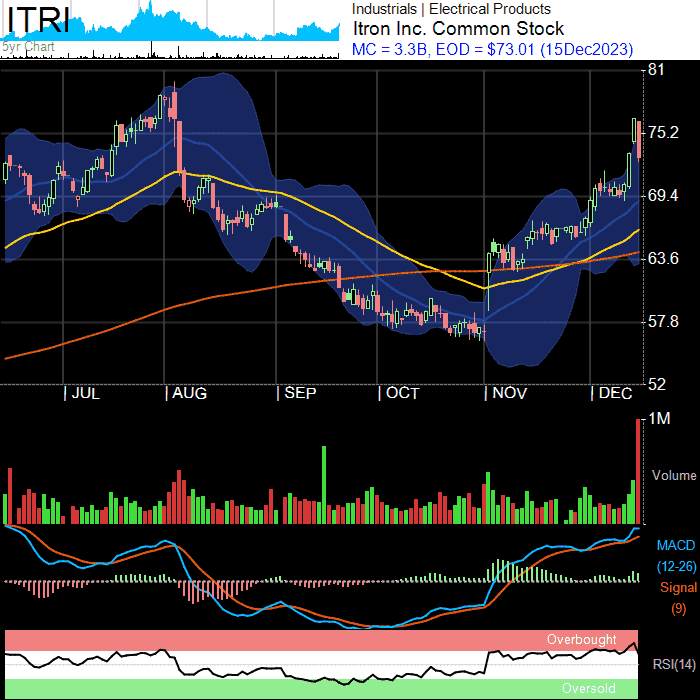 ITRI
5yr Chart
Industrials | Electrical Products
Itron Inc. Common Stock
MC = 3.3B, EOD = $73.01 (15Dec2023)
81
75.2
69.4
63.6
57.8
52
| JUL | AUG | SEP | OCT | NOV | DEC
1M
Volume
MACD
(12-26)
Signal
(9)
Overbought
RSI(14)
Oversold